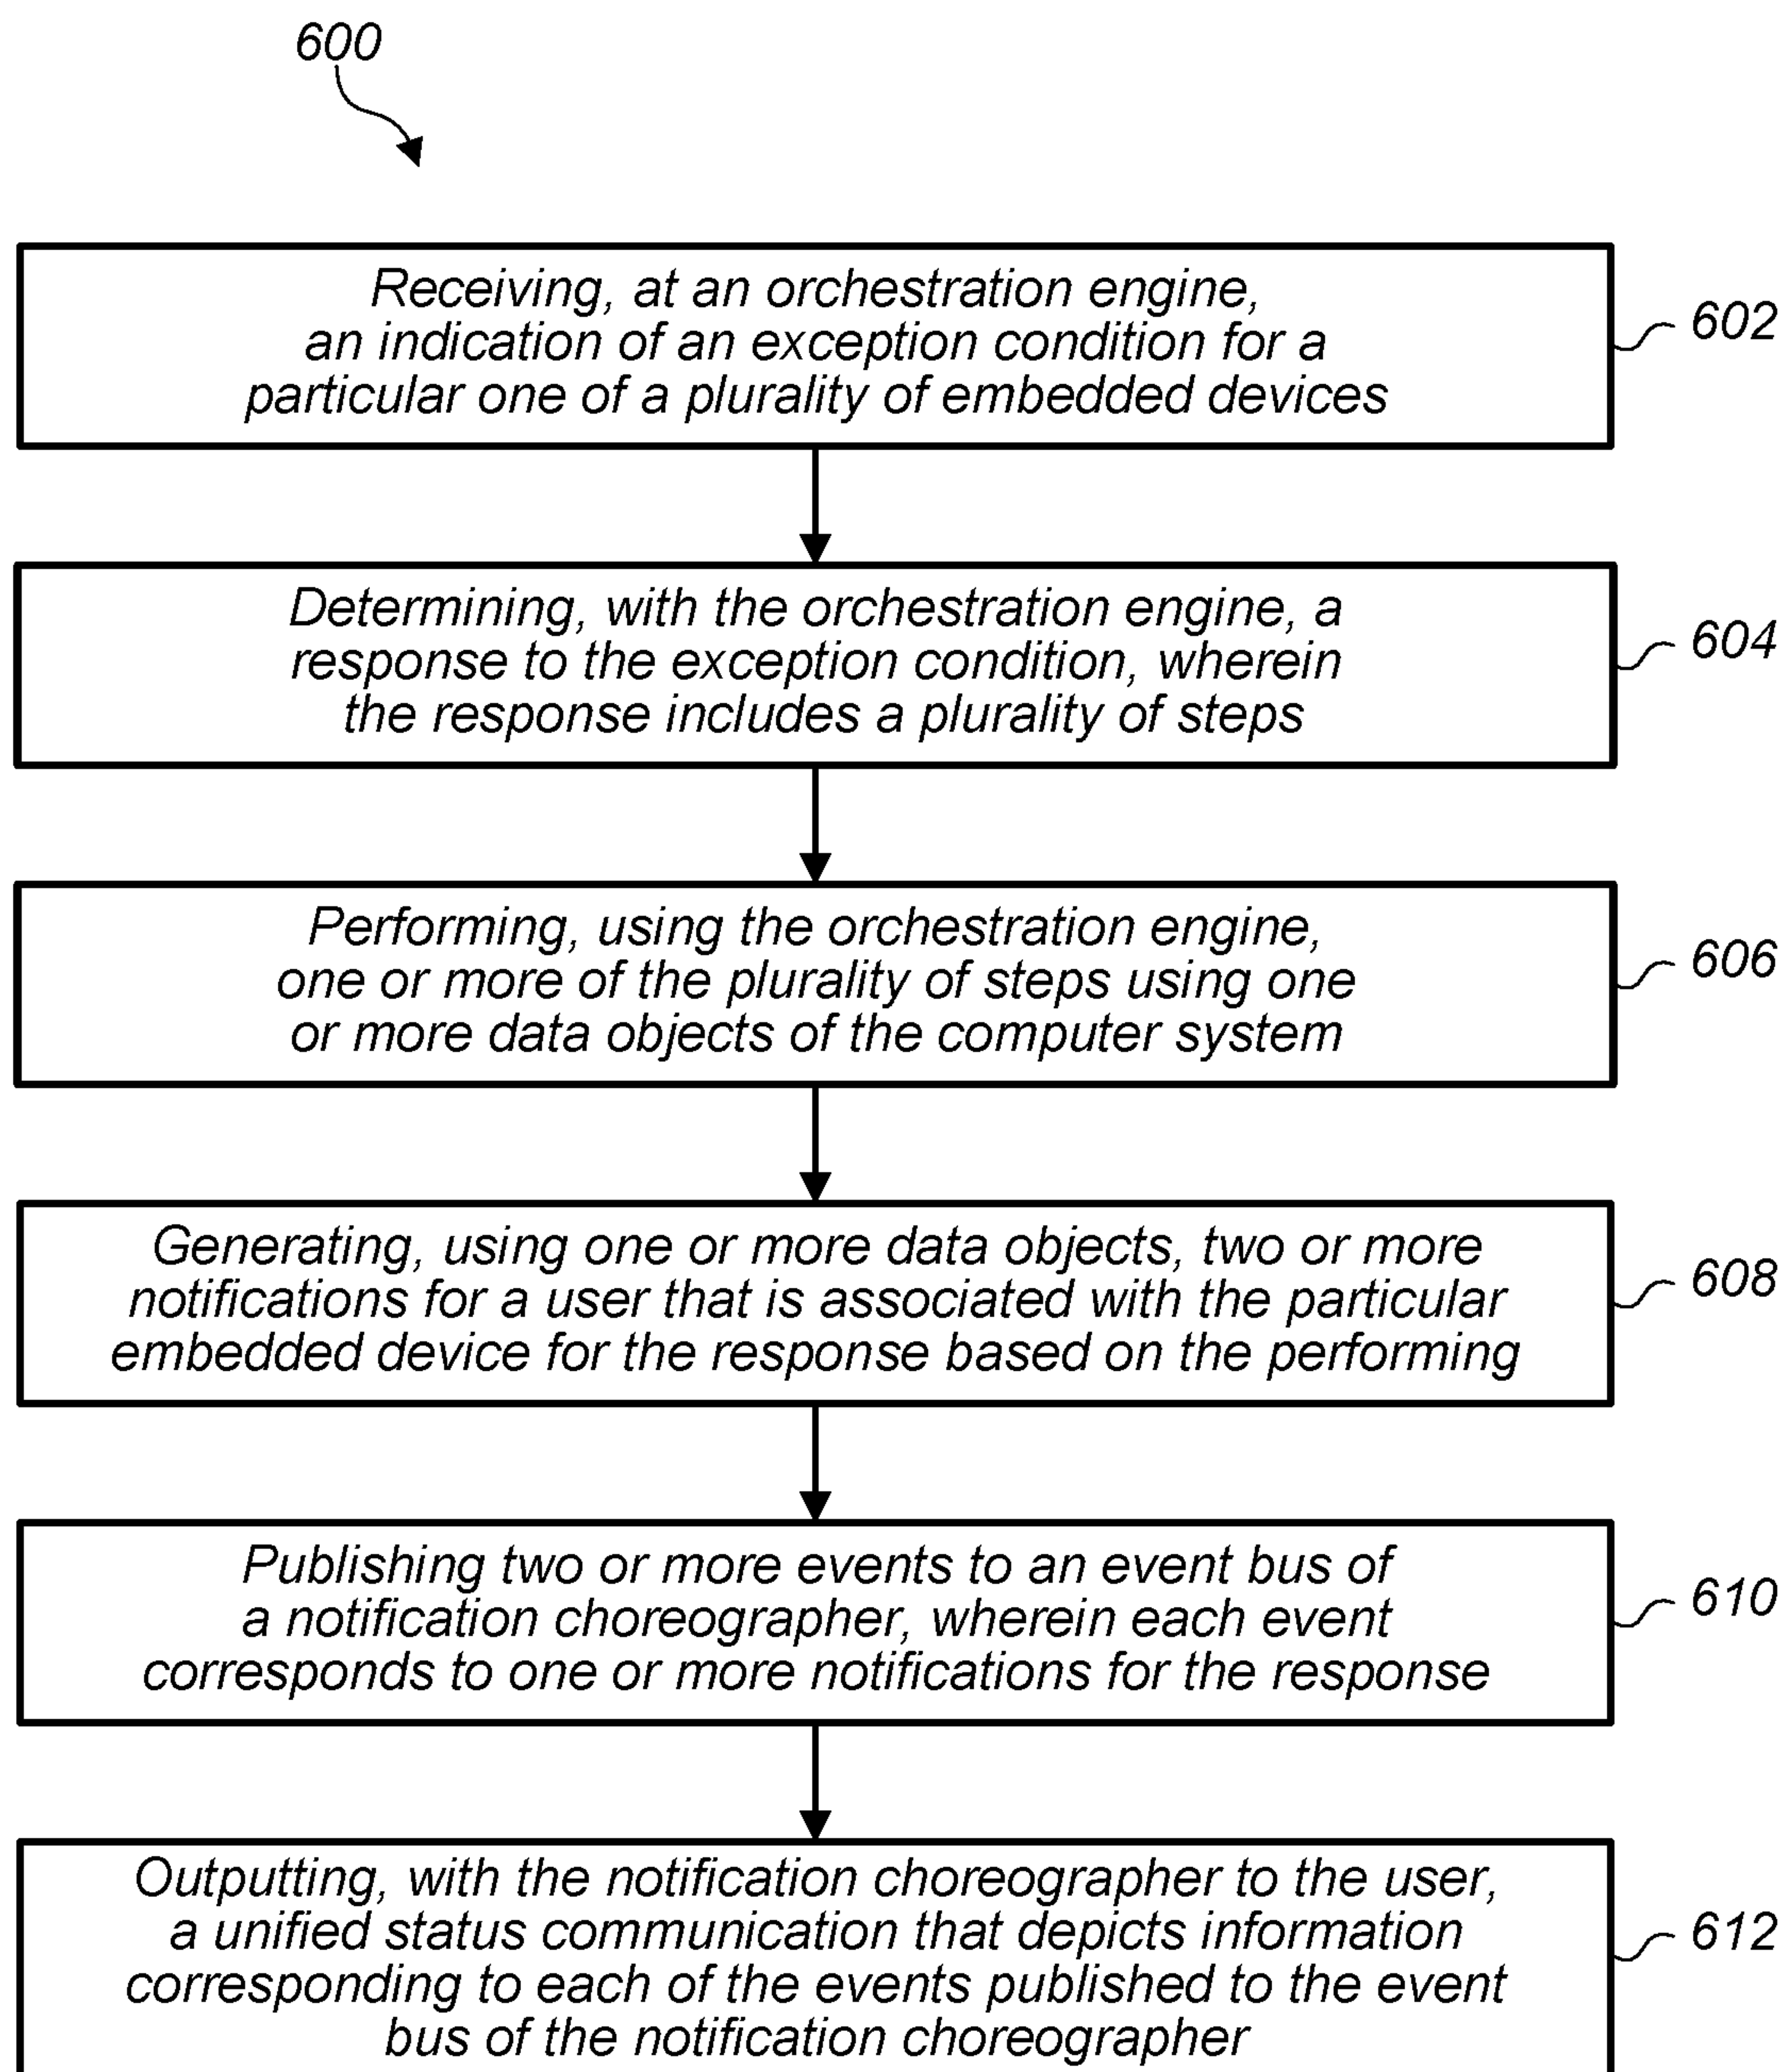 600
Receiving, at an orchestration engine,
an indication of an exception condition for a
particular one of a plurality of embedded devices
602
Determining, with the orchestration engine, a
response to the exception condition, wherein
the response includes a plurality of steps
604
Performing, using the orchestration engine,
one or more of the plurality of steps using one
or more data objects of the computer system
606
Generating, using one or more data objects, two or more
notifications for a user that is associated with the particular
embedded device for the response based on the performing
608
Publishing two or more events to an event bus of
a notification choreographer, wherein each event
corresponds to one or more notifications for the response
610
Outputting, with the notification choreographer to the user,
a unified status communication that depicts information
corresponding to each of the events published to the event
bus of the notification choreographer
612